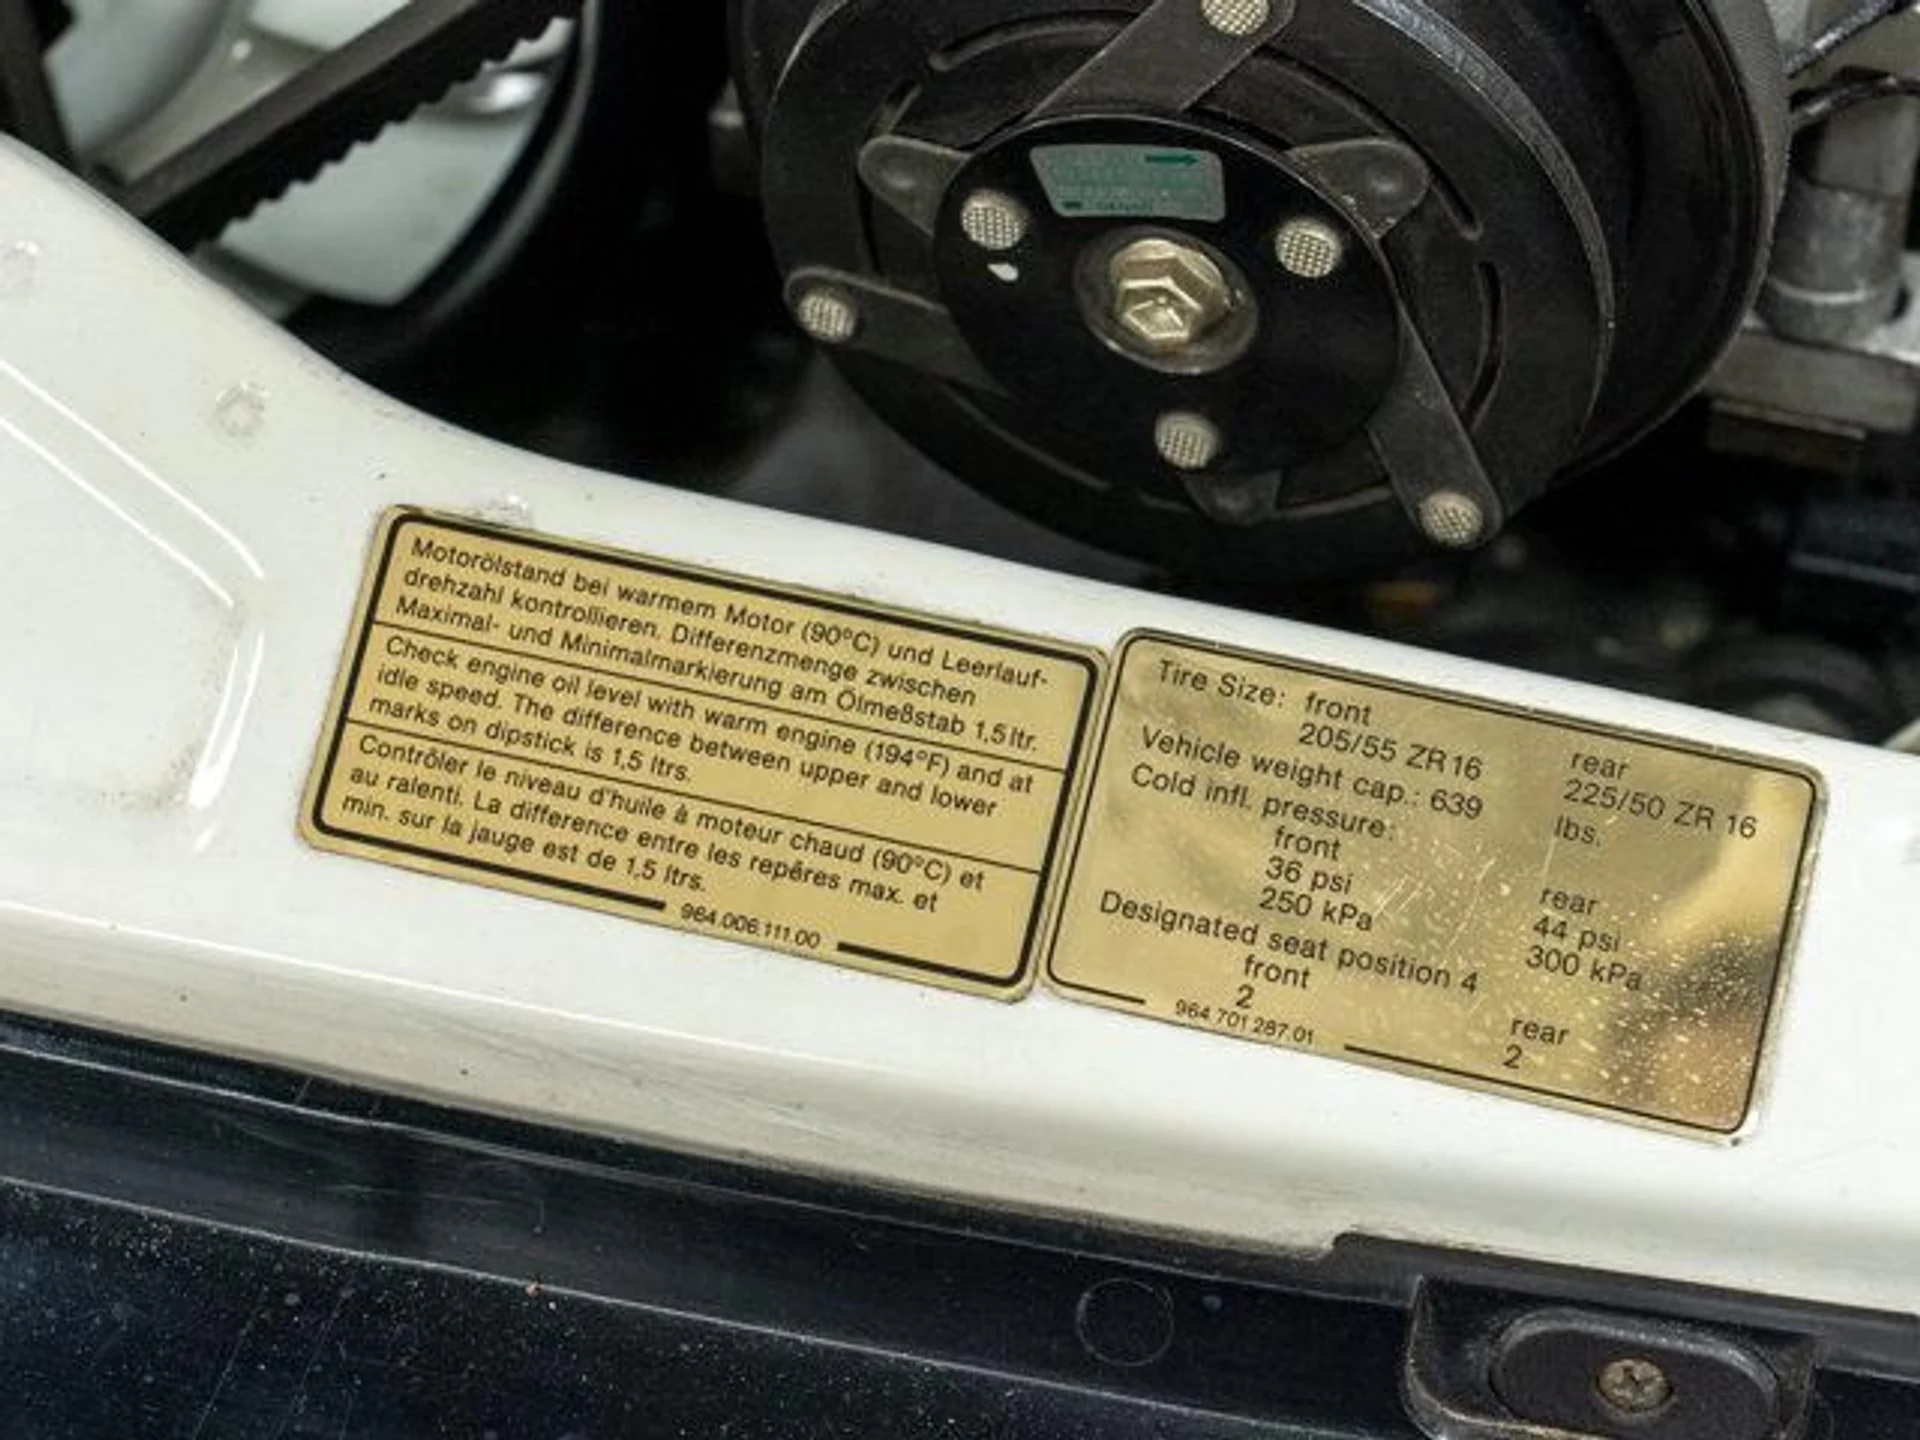 Motorölstand bei warmem Motor (90°C) und Leerlauf-
drehzahl kontrollieren. Differenzmenge zwischen
Maximal- und Minimalmarkierung am Ölmeßstab 1,5 ltr.
Check engine oil level with warm engine (194°F) and at
idle speed. The difference between upper and lower
marks on dipstick is 1,5 ltrs.
Contrôler le niveau d'huile à moteur chaud (90°C) et
au ralenti. La difference entre les repêres max. et
min. sur la jauge est de 1,5 ltrs.
964.006.111.00
Tire Size: front rear
205/55 ZR16 225/50 ZR 16
Vehicle weight cap.: 639 lbs.
Cold infl. pressure:
front rear
36 psi 44 psi
250 kPa 300 kPa
Designated seat position 4
front rear
2 2
964.701.287.01